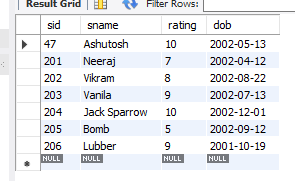 Result Grid Filter Rows:
sid sname rating dob
47 Ashutosh 10 2002-05-13
201 Neeraj 7 2002-04-12
202 Vikram 8 2002-08-22
203 Vanila 9 2002-07-13
204 Jack Sparrow 10 2002-12-01
205 Bomb 5 2002-09-12
206 Lubber 9 2001-10-19
NULL NULL NULL NULL